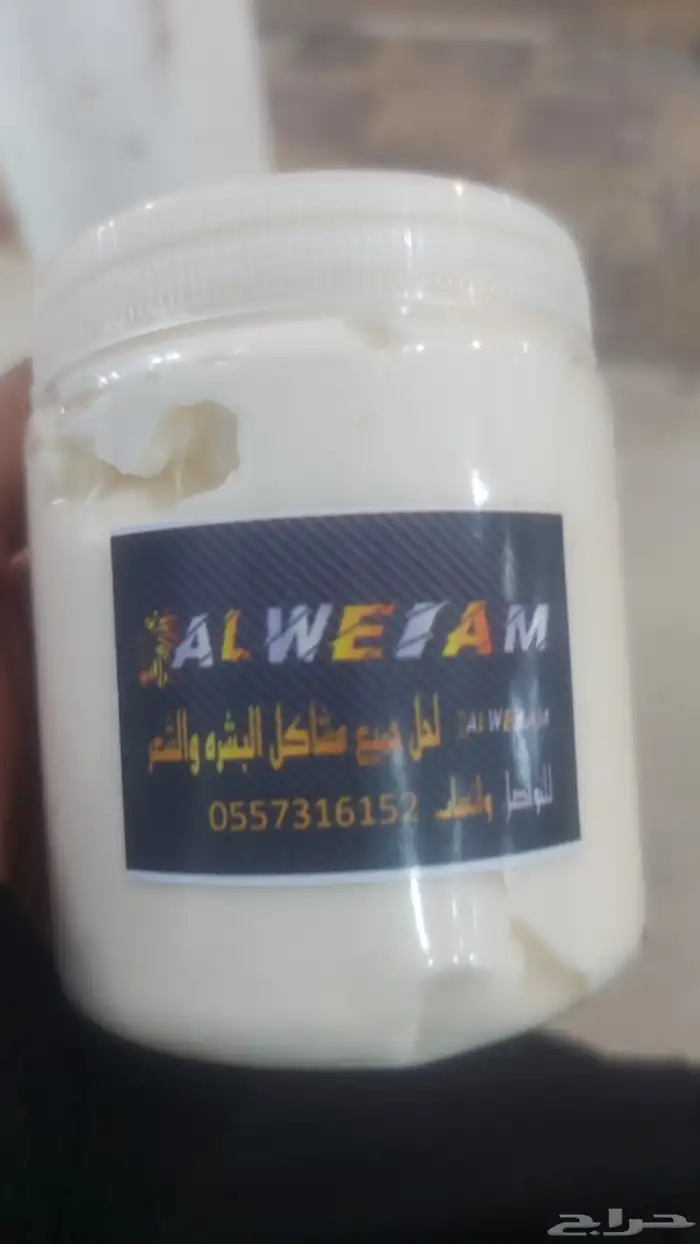 ALWEIAM
لحل جميع مشاكل البشره والشعر
ALWEIAM
للتواصل واتساب 0557316152
حراج